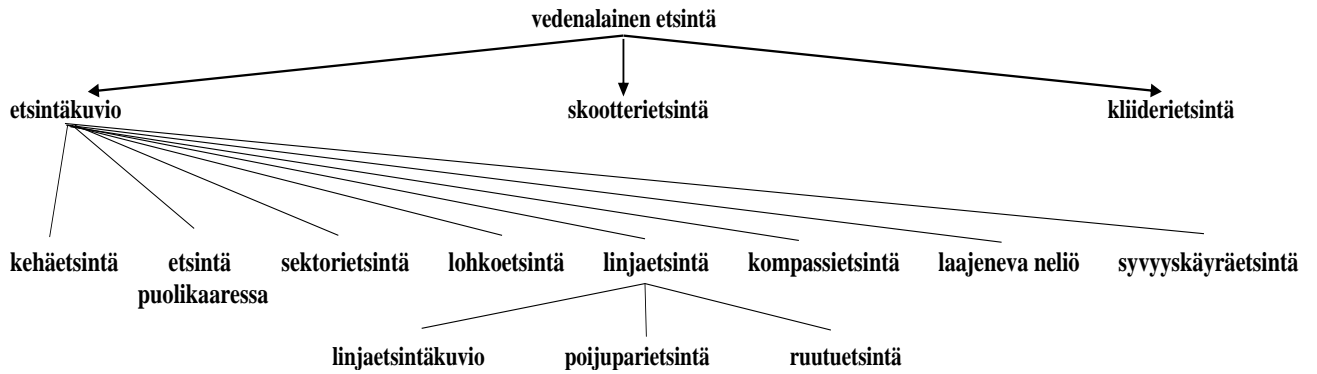 vedenalainen etsintä
etsintäkuvio skootterietsintä kliiderietsintä
kehäetsintä etsintä sektorietsintä lohkoetsintä linjaetsintä kompassietsintä laajeneva neliö syvyyskäyräetsintä
puolikaaressa
linjaetsintäkuvio poijuparietsintä ruutuetsintä